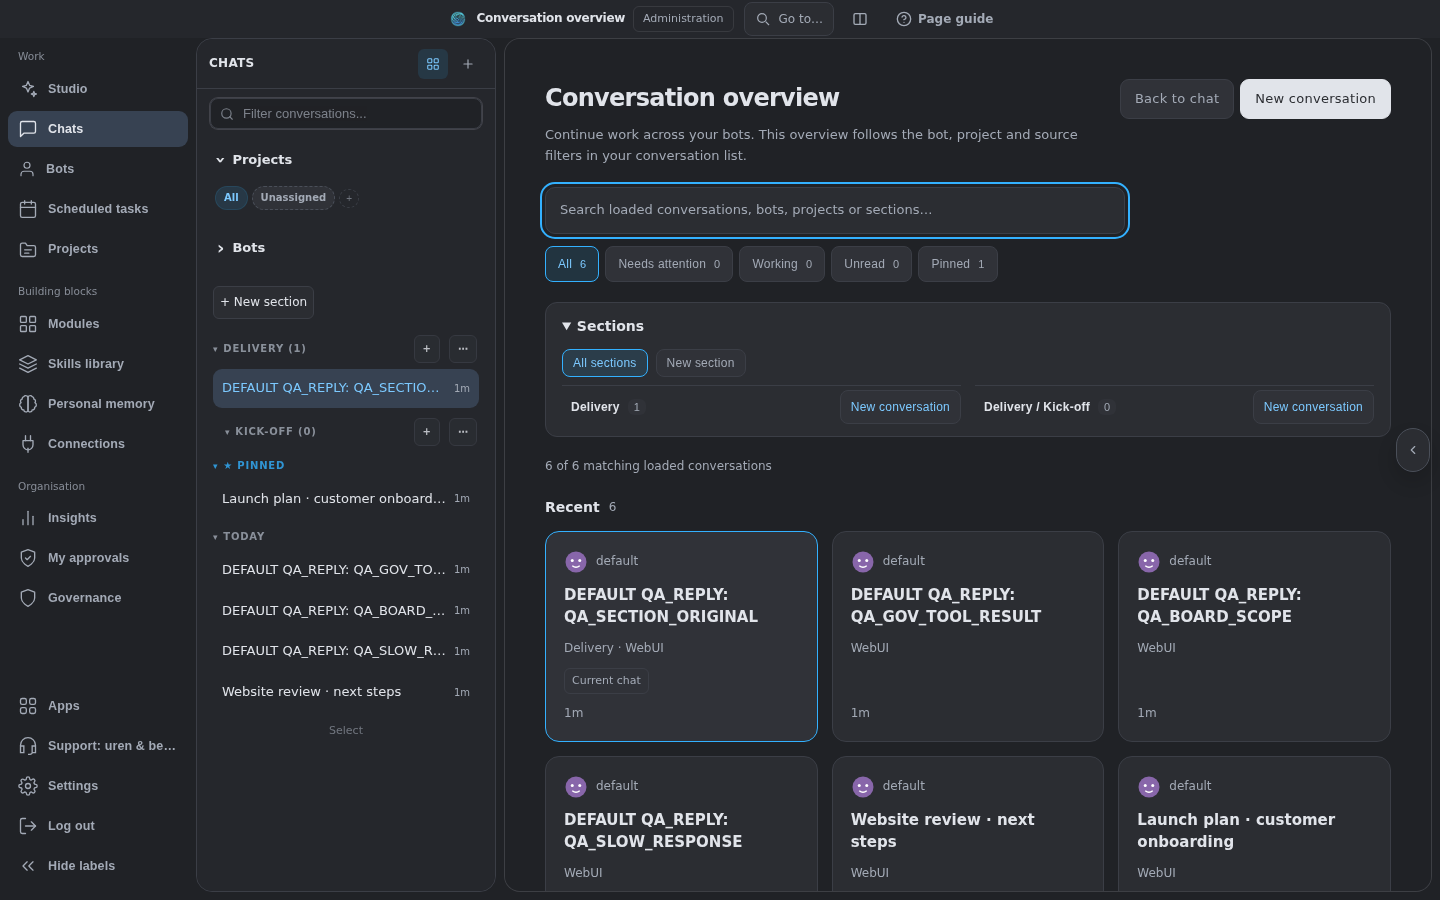 Conversation overview
Administration
Go to...
Page guide
Work
Studio
Chats
Bots
Scheduled tasks
Projects
Building blocks
Modules
Skills library
Personal memory
Connections
Organisation
Insights
My approvals
Governance
Apps
Support: uren & be...
Settings
Log out
Hide labels
CHATS
Filter conversations...
Projects
All
Unassigned
+
Bots
+ New section
DELIVERY (1)
+ ...
DEFAULT QA_REPLY: QA_SECTIO... 1m
KICK-OFF (0)
+ ...
★ PINNED
Launch plan · customer onboard... 1m
TODAY
DEFAULT QA_REPLY: QA_GOV_TO... 1m
DEFAULT QA_REPLY: QA_BOARD_... 1m
DEFAULT QA_REPLY: QA_SLOW_R... 1m
Website review · next steps 1m
Select
Conversation overview
Back to chat
New conversation
Continue work across your bots. This overview follows the bot, project and source
filters in your conversation list.
Search loaded conversations, bots, projects or sections...
All 6
Needs attention 0
Working 0
Unread 0
Pinned 1
▼ Sections
All sections
New section
Delivery 1
New conversation
Delivery / Kick-off 0
New conversation
6 of 6 matching loaded conversations
Recent 6
default
DEFAULT QA_REPLY:
QA_SECTION_ORIGINAL
Delivery · WebUI
Current chat
1m
default
DEFAULT QA_REPLY:
QA_GOV_TOOL_RESULT
WebUI
1m
default
DEFAULT QA_REPLY:
QA_BOARD_SCOPE
WebUI
1m
default
DEFAULT QA_REPLY:
QA_SLOW_RESPONSE
WebUI
default
Website review · next
steps
WebUI
default
Launch plan · customer
onboarding
WebUI